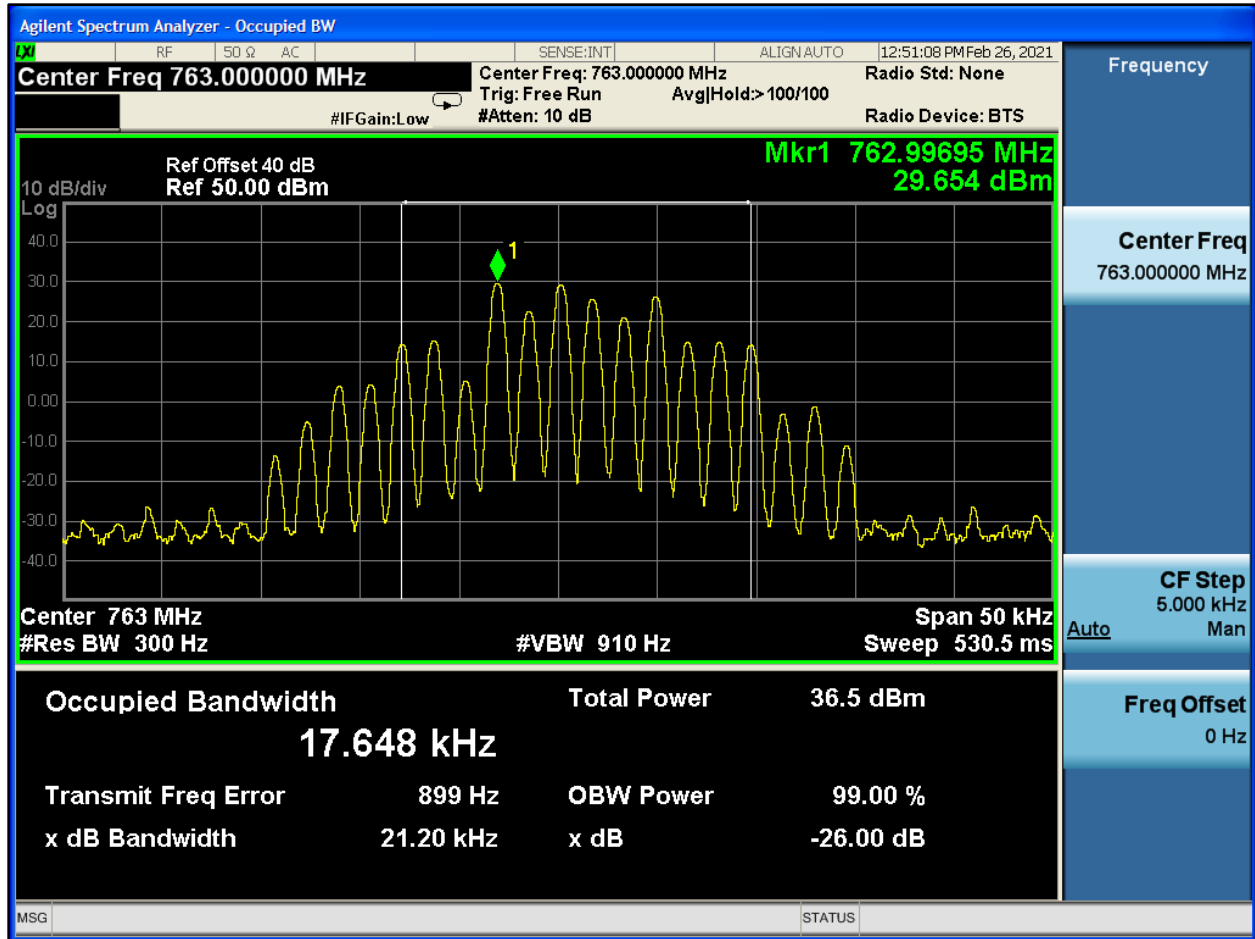 Agilent Spectrum Analyzer - Occupied BW
LXI RF 50 Ω AC SENSE:INT ALIGN AUTO 12:51:08 PM Feb 26, 2021
Center Freq 763.000000 MHz
#IFGain:Low
Center Freq: 763.000000 MHz
Trig: Free Run Avg|Hold:>100/100
#Atten: 10 dB
Radio Std: None
Radio Device: BTS
Mkr1 762.99695 MHz
29.654 dBm
Ref Offset 40 dB
10 dB/div Ref 50.00 dBm
Log
1
40.0
30.0
20.0
10.0
0.00
-10.0
-20.0
-30.0
-40.0
Center 763 MHz Span 50 kHz
#Res BW 300 Hz #VBW 910 Hz Sweep 530.5 ms
Occupied Bandwidth Total Power 36.5 dBm
17.648 kHz
Transmit Freq Error 899 Hz OBW Power 99.00 %
x dB Bandwidth 21.20 kHz x dB -26.00 dB
Frequency
Center Freq
763.000000 MHz
CF Step
5.000 kHz
Auto Man
Freq Offset
0 Hz
MSG STATUS